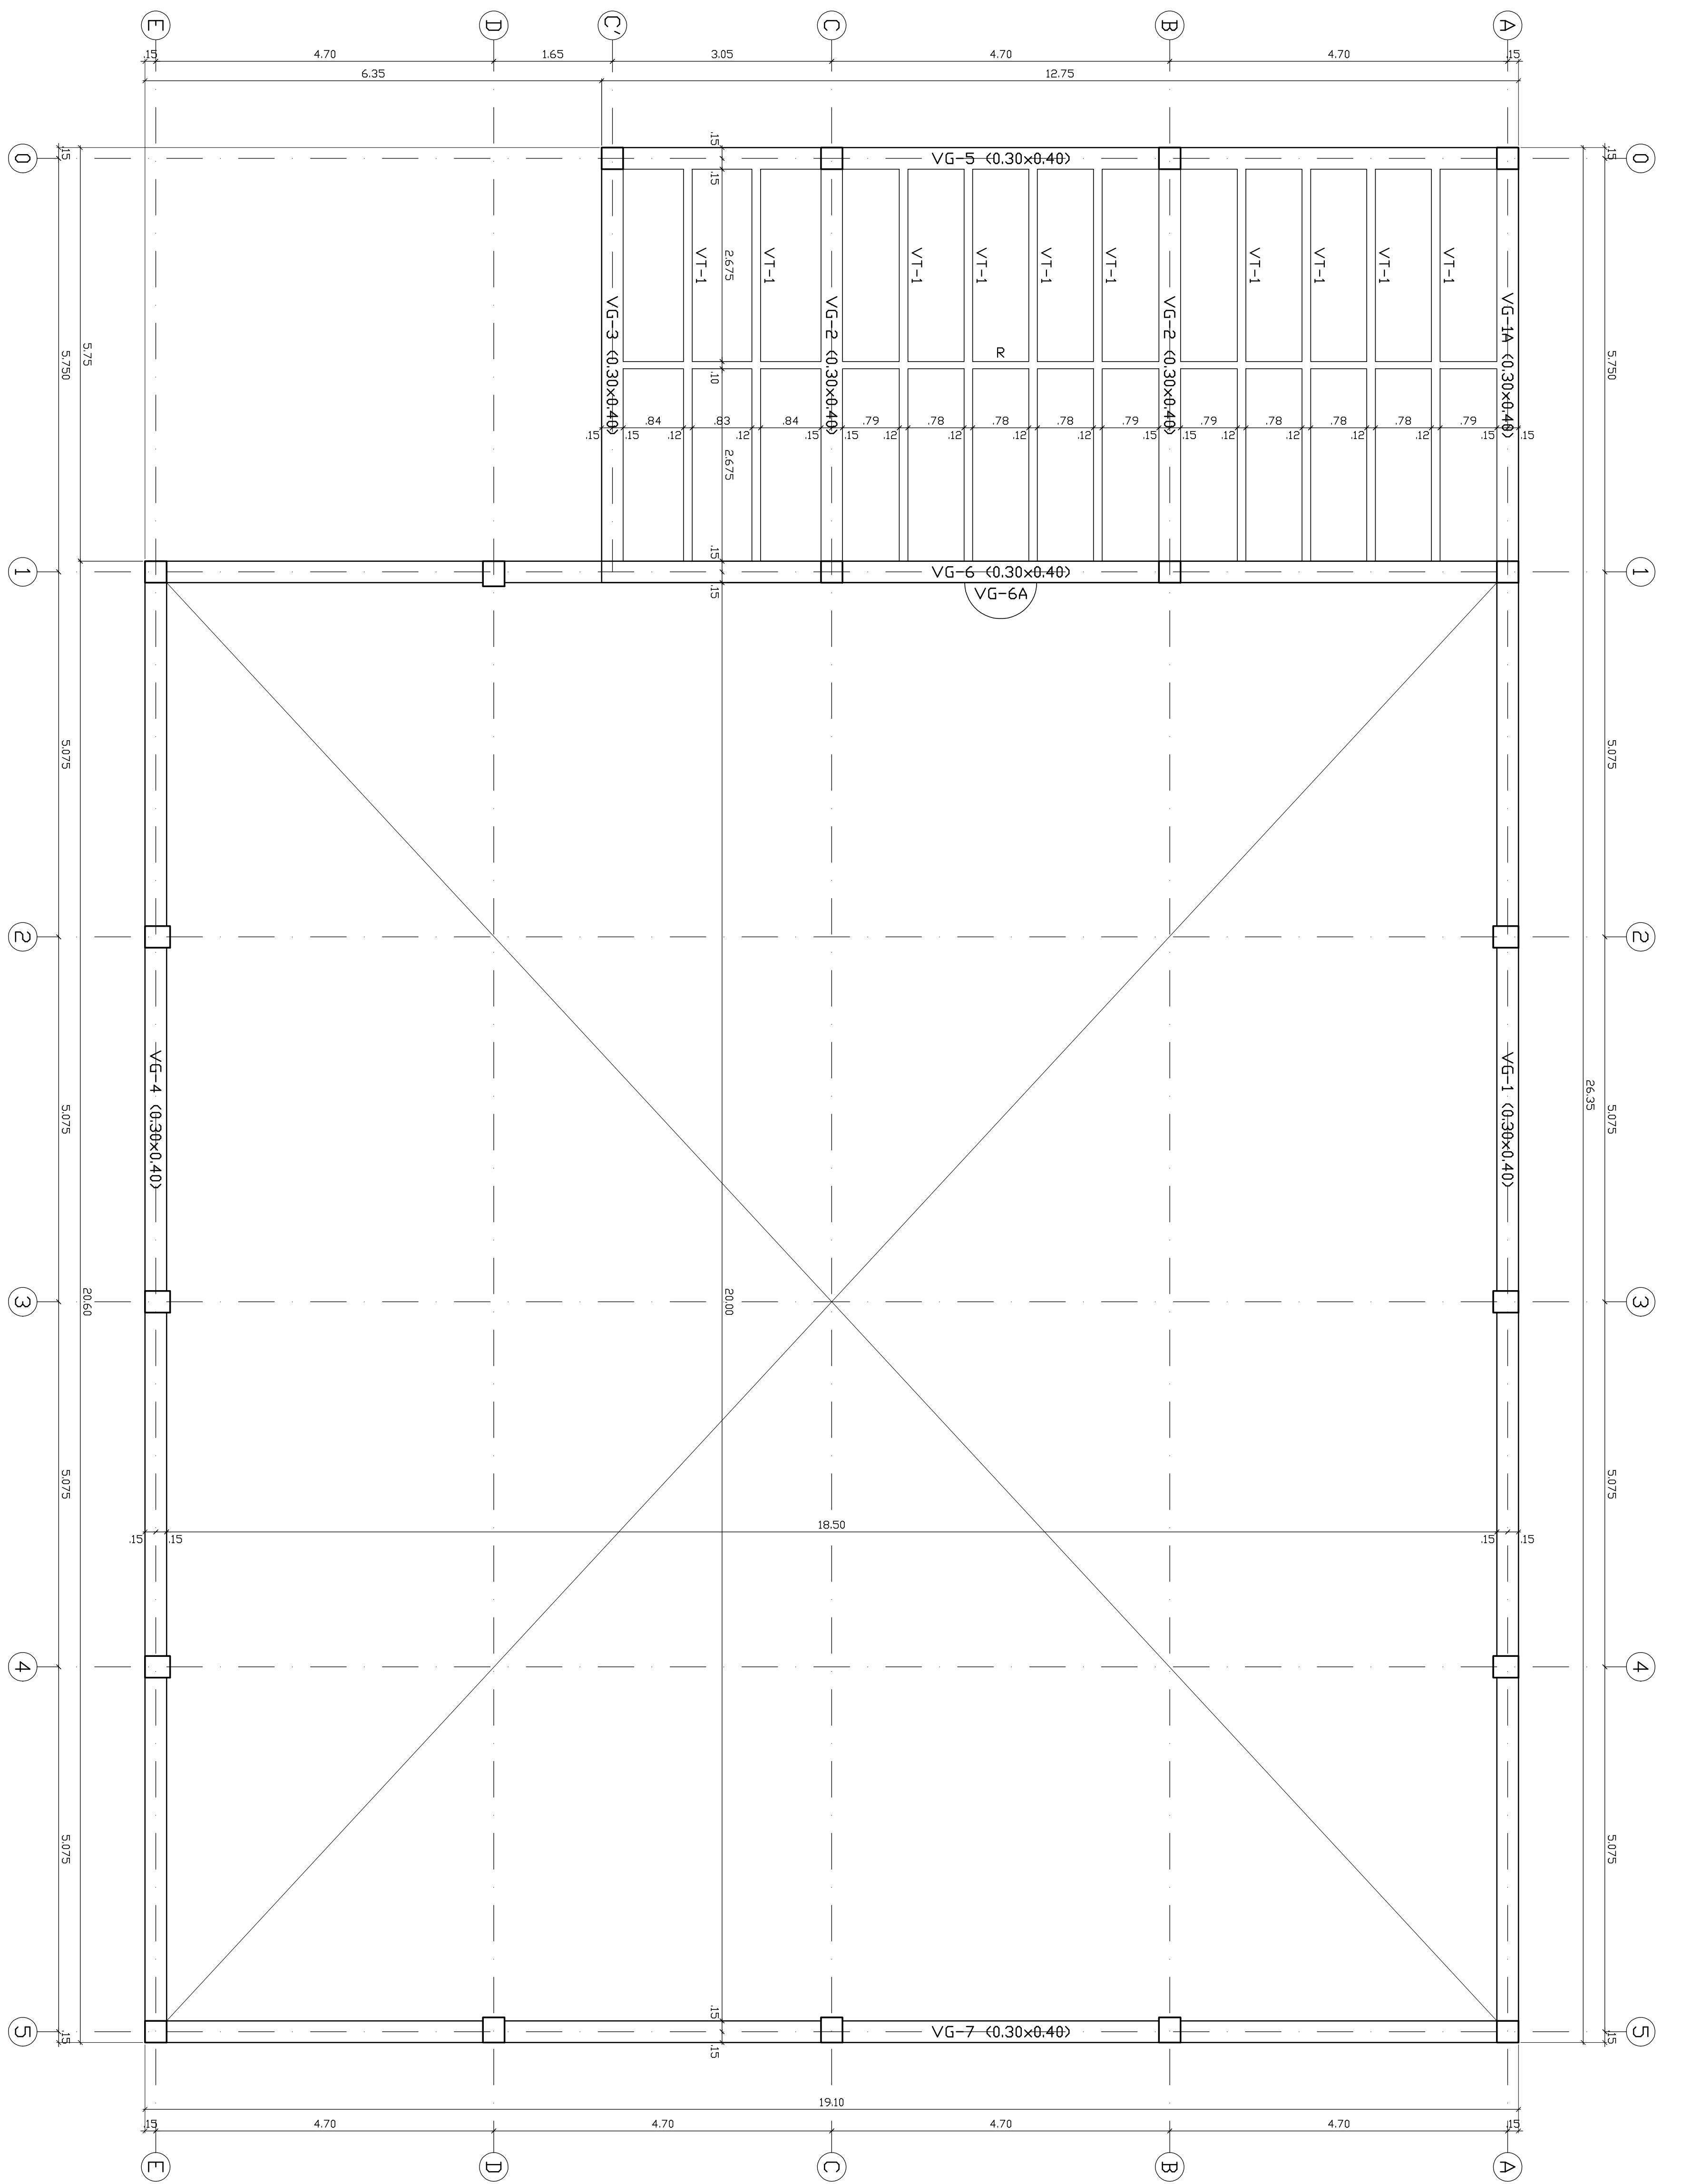 E D C' C B A
.15 4.70 1.65 3.05 4.70 4.70 .15
6.35 12.75
.15
0 .15 VG-5 (0.30x0.40) .15 0
.15
VT-1 VT-1 VT-1 VT-1 VT-1 VT-1 VT-1 VT-1 VT-1 VT-1
2.675
VG-3 (0.30x0.40) VG-2 (0.30x0.40) VG-2 (0.30x0.40) VG-1A (0.30x0.40)
R
5.750 5.75 .10 5.750
.84 .83 .84 .79 .78 .78 .78 .79 .79 .78 .78 .78 .79
.15 .15 .12 .12 .15 .15 .12 .12 .12 .12 .15 .15 .12 .12 .12 .12 .15 .15
2.675
.15
1 VG-6 (0.30x0.40) 1
.15
VG-6A
5.075 5.075
2 2
5.075 VG-4 (0.30x0.40) VG-1 (0.30x0.40) 26.35 5.075
3 20.60 20.00 3
5.075 5.075
18.50
.15 .15 .15 .15
4 4
5.075 5.075
.15
5 .15 VG-7 (0.30x0.40) .15 5
.15
19.10
.15 4.70 4.70 4.70 4.70 .15
E D C B A